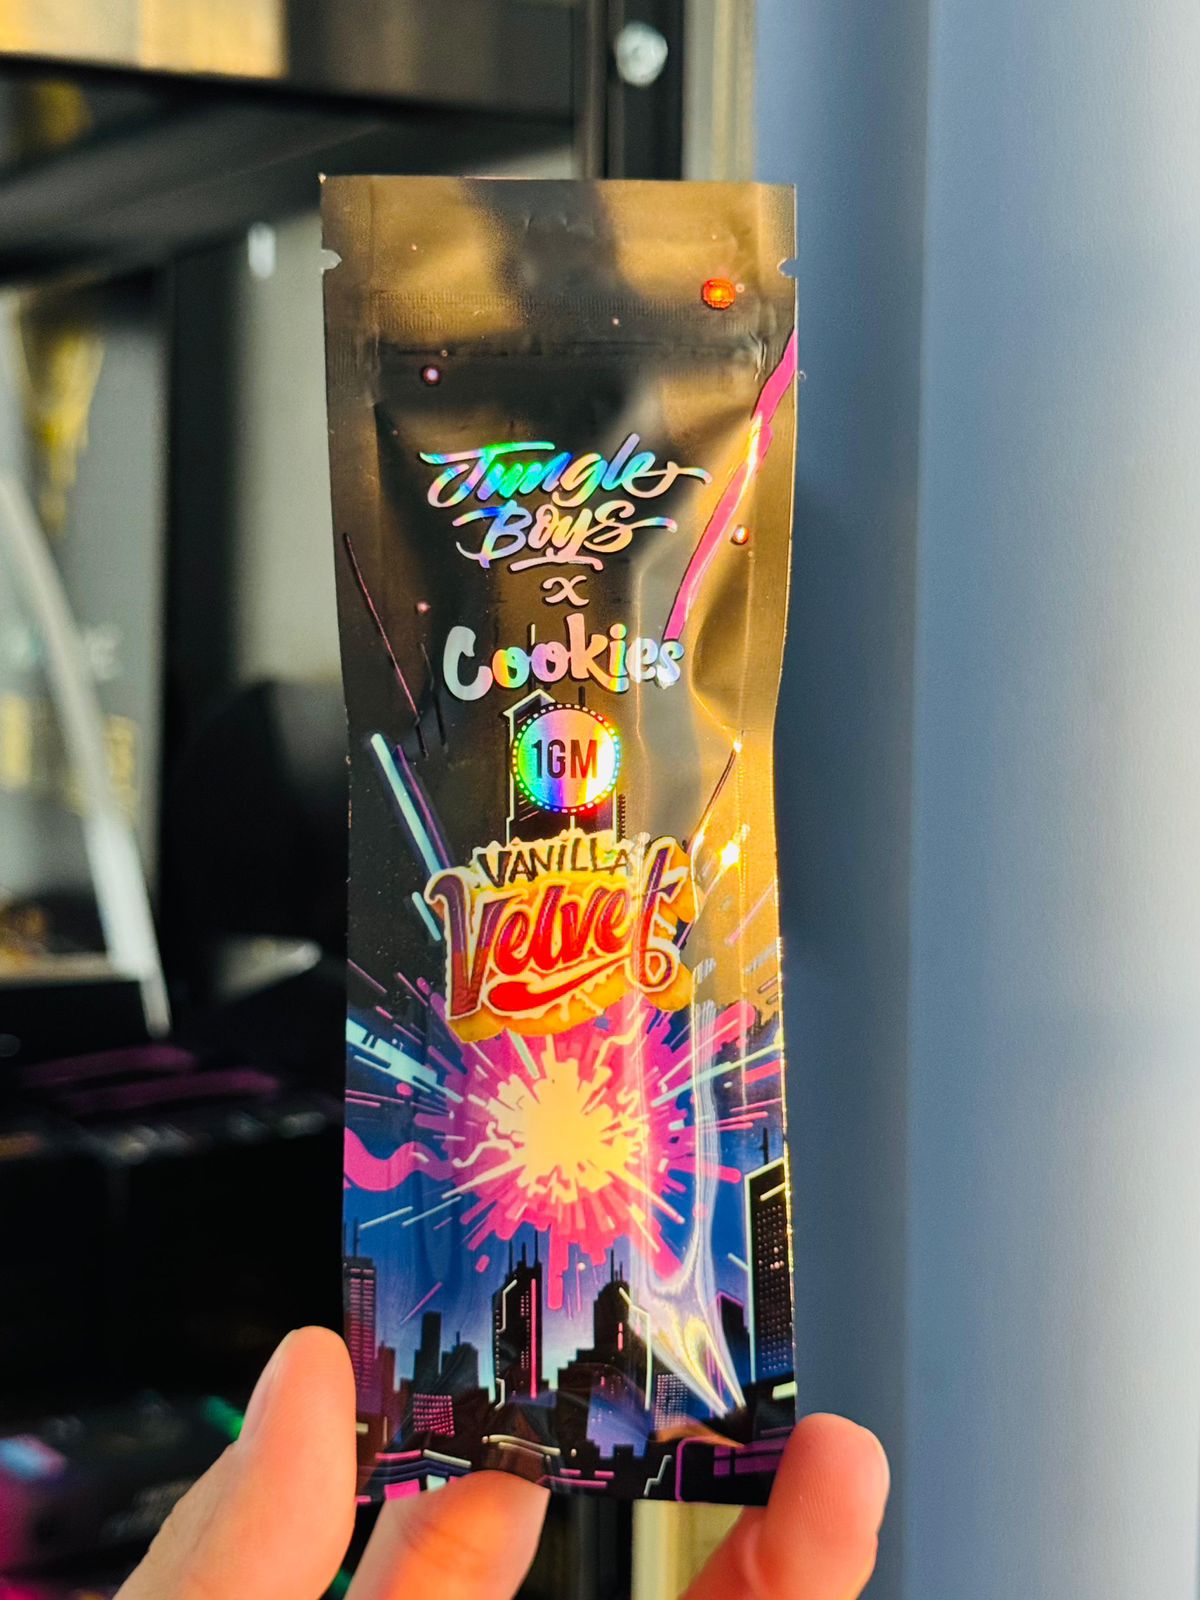 Jungle
Boys
x
Cookies
1GM
VANILLA
Velvet